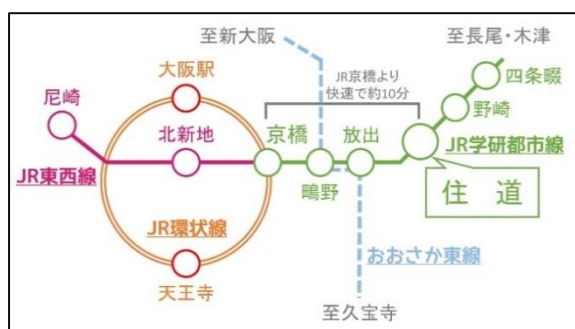 至新大阪
至長尾・木津
大阪駅
JR京橋より
快速で約10分
四条畷
尼崎
野崎
北新地
京橋
放出
JR学研都市線
JR東西線
鴫野
住 道
JR環状線
おおさか東線
天王寺
至久宝寺